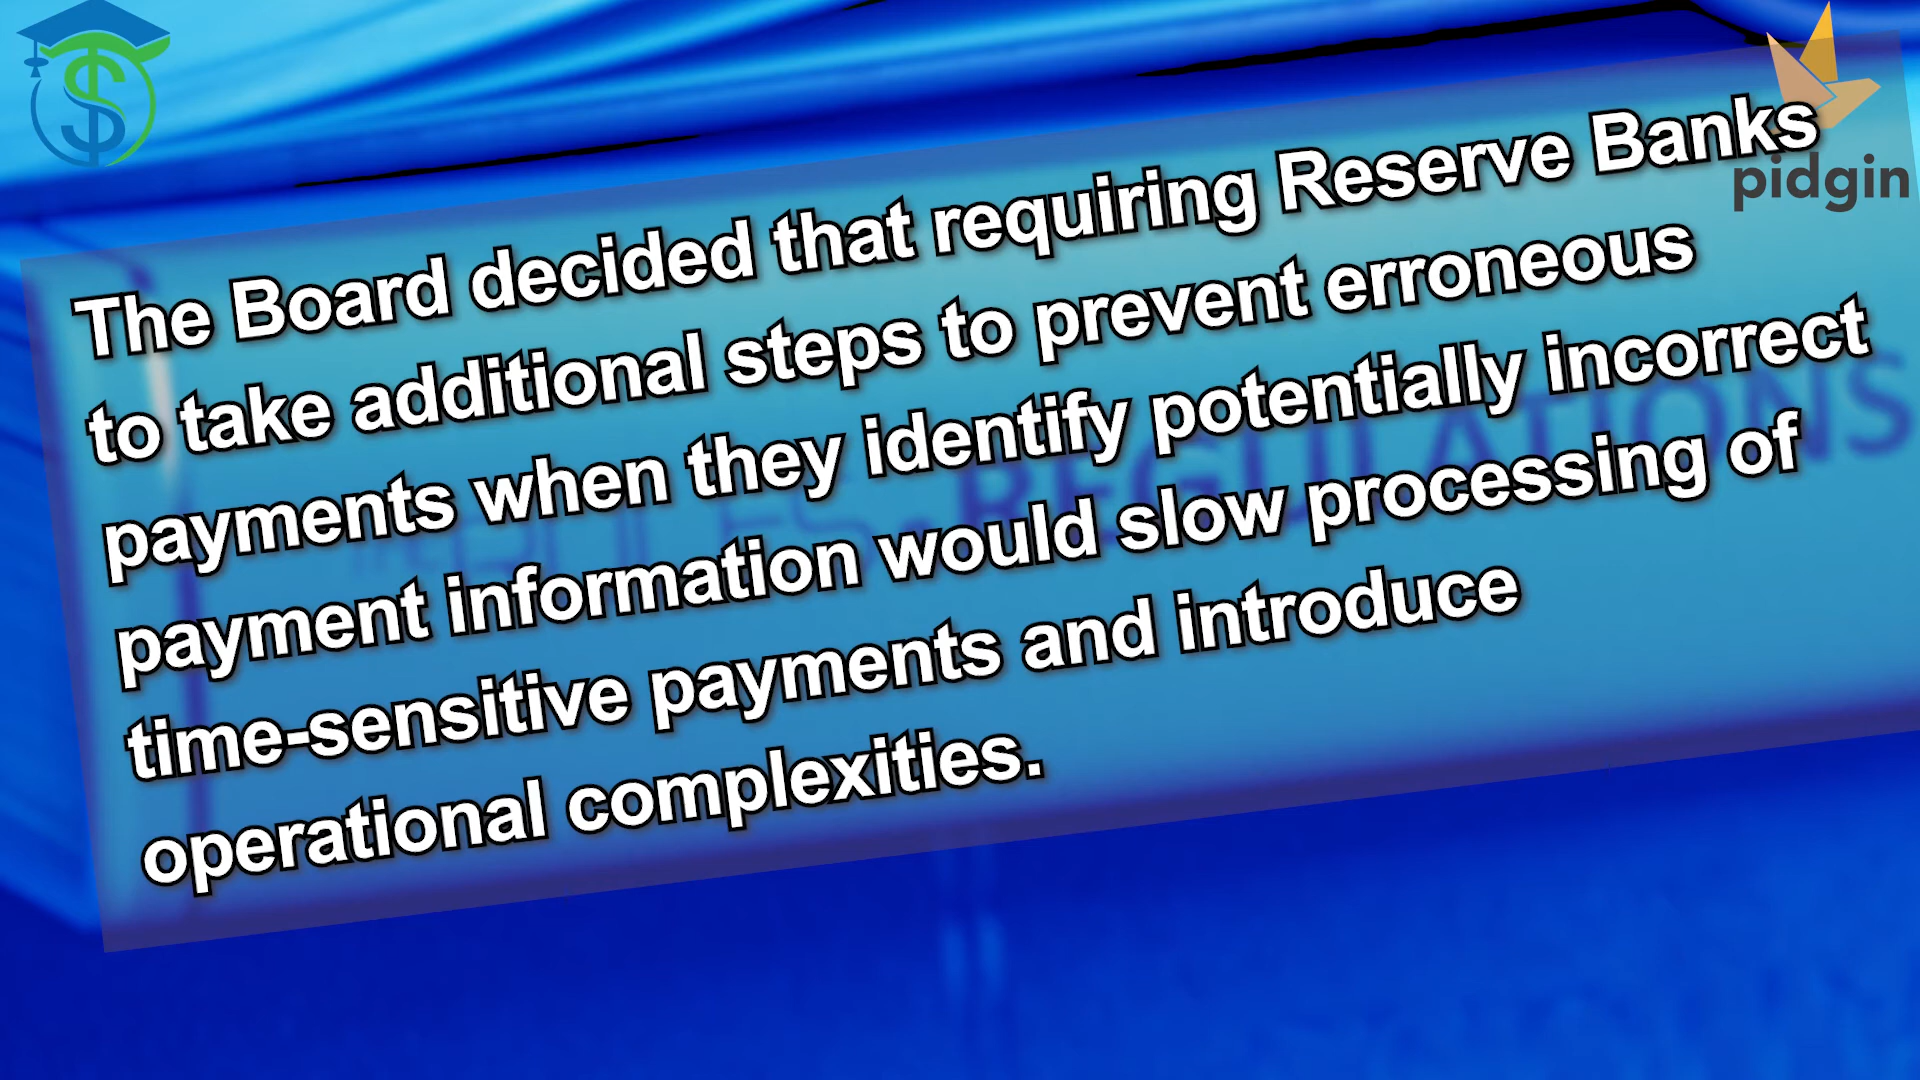 pidgin
The Board decided that requiring Reserve Banks
to take additional steps to prevent erroneous
payments when they identify potentially incorrect
payment information would slow processing of
time-sensitive payments and introduce
operational complexities.
REGULATIONS